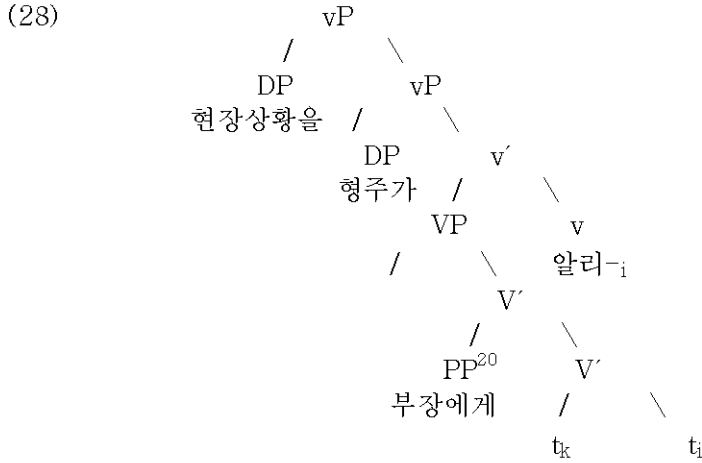 (28) vP
DP vP
현장상황을
DP v´
형주가
VP v
알리-i
V´
PP20 V´
부장에게
tk ti